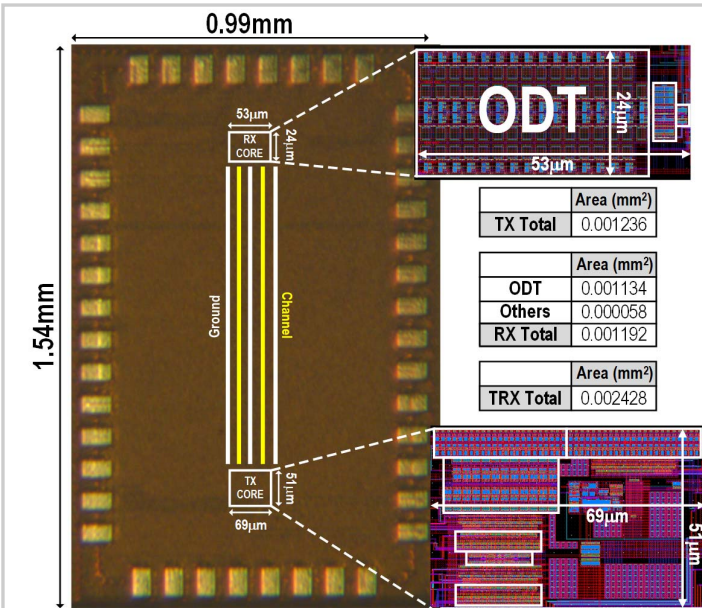 0.99mm
1.54mm
53μm
RX
CORE
24μm
Ground
Channel
TX
CORE
51μm
69μm
ODT
24μm
53μm
Area (mm²)
TX Total 0.001236
Area (mm²)
ODT 0.001134
Others 0.000058
RX Total 0.001192
Area (mm²)
TRX Total 0.002428
69μm
51μm